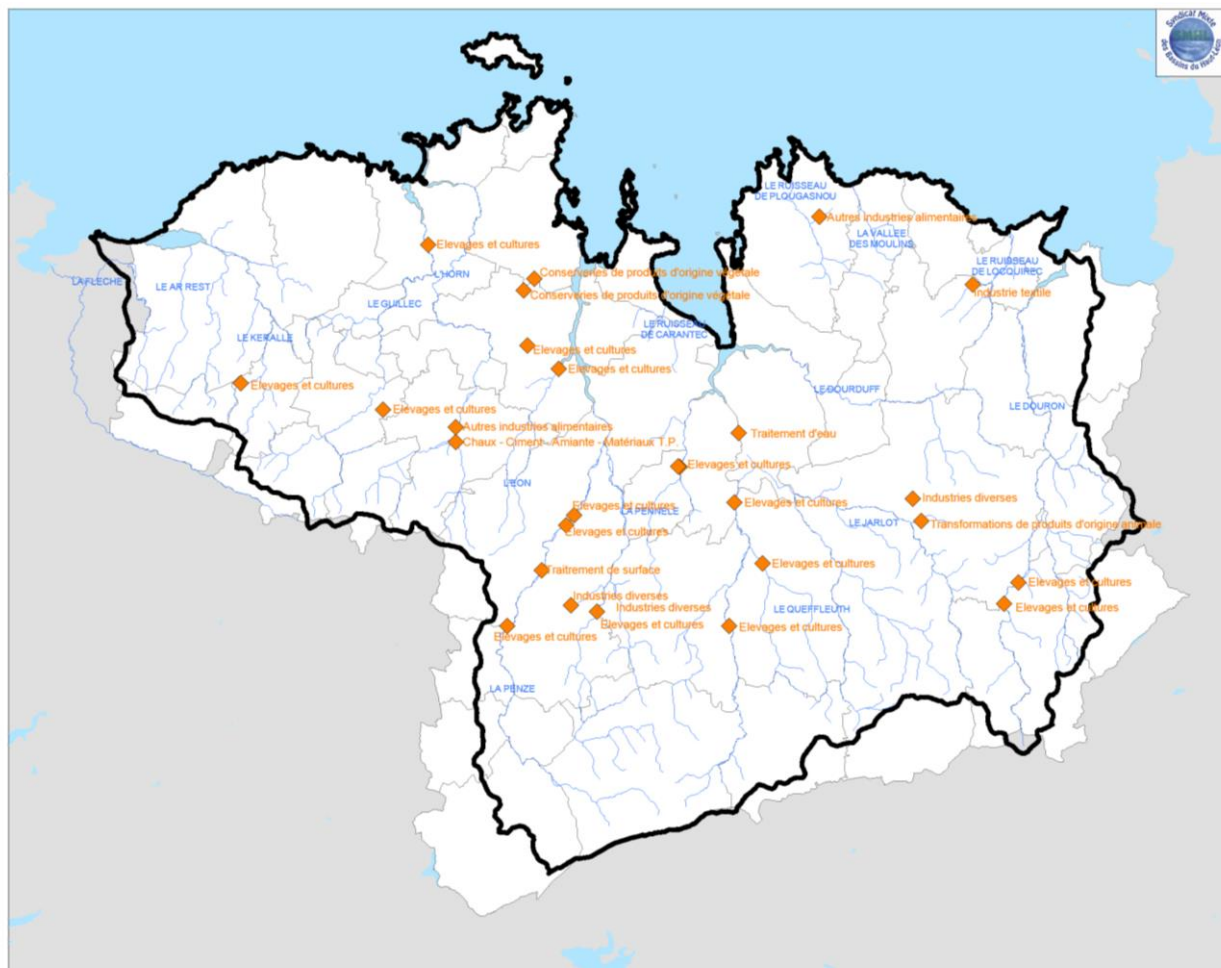 Syndicat Mixte
des Bassins du Haut-Léon
LE RUISSEAU
DE PLOUGASNOU
Autres industries alimentaires
LA VALLEE
DES MOULINS
Elevages et cultures
LE RUISSEAU
DE LOCQUIREC
L'HORN
Conserveries de produits d'origine végétale
LA FLECHE
LE AR REST
Industrie textile
Conserveries de produits d'origine végétale
LE GUILLEC
LE RUISSEAU
DE CARANTEC
LE KERALLE
Elevages et cultures
Elevages et cultures
Elevages et cultures
LE DOURDUFF
LE DOURON
Elevages et cultures
Autres industries alimentaires
Traitement d'eau
Chaux - Ciment - Amiante - Matériaux T.P.
Elevages et cultures
L'EON
Industries diverses
Elevages et cultures
Elevages et cultures
LA PENNELE
LE JARLOT
Transformations de produits d'origine animale
Elevages et cultures
Elevages et cultures
Traitrement de surface
Elevages et cultures
Industries diverses
Industries diverses
LE QUEFFLEUTH
Elevages et cultures
Elevages et cultures
Elevages et cultures
Elevages et cultures
LA PENZE